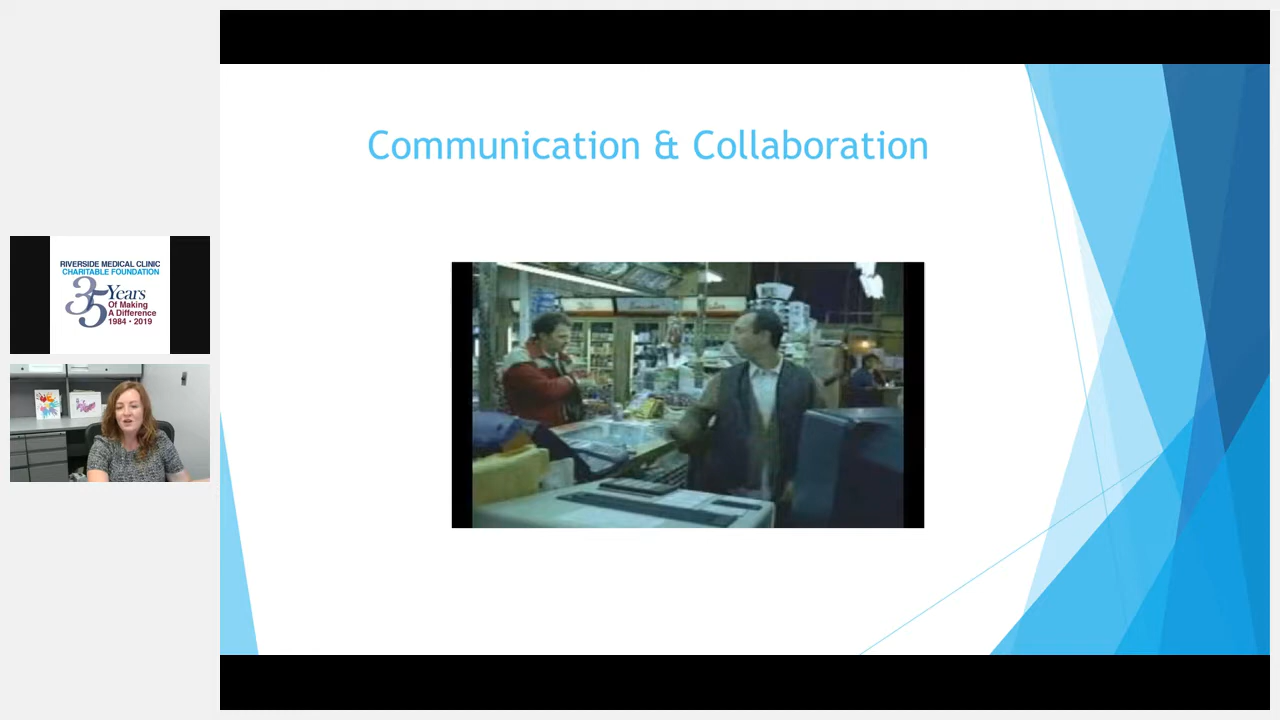 Communication & Collaboration
RIVERSIDE MEDICAL CLINIC
CHARITABLE FOUNDATION
35 Years
Of Making
A Difference
1984 • 2019